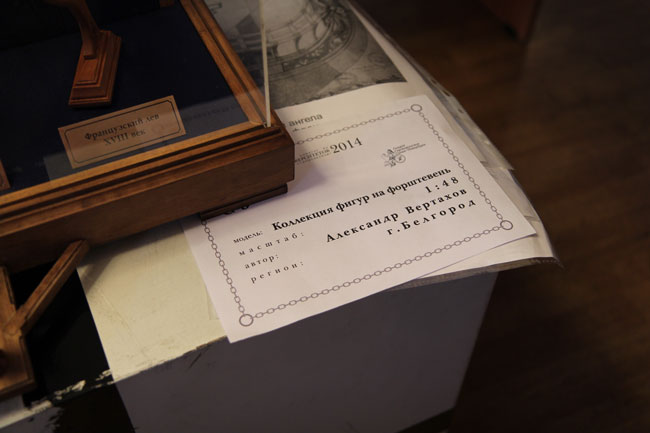 Французский лев
XVIII век
ангела
2014
модель: Коллекция фигур на форштевень
масштаб: 1:48
автор: Александр Вертахов
регион: г.Белгород